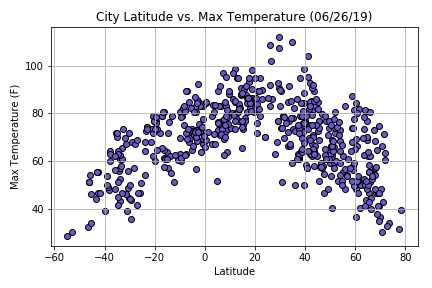 City Latitude vs. Max Temperature (06/26/19)
Max Temperature (F)
100
80
60
40
−60 −40 −20 0 20 40 60 80
Latitude